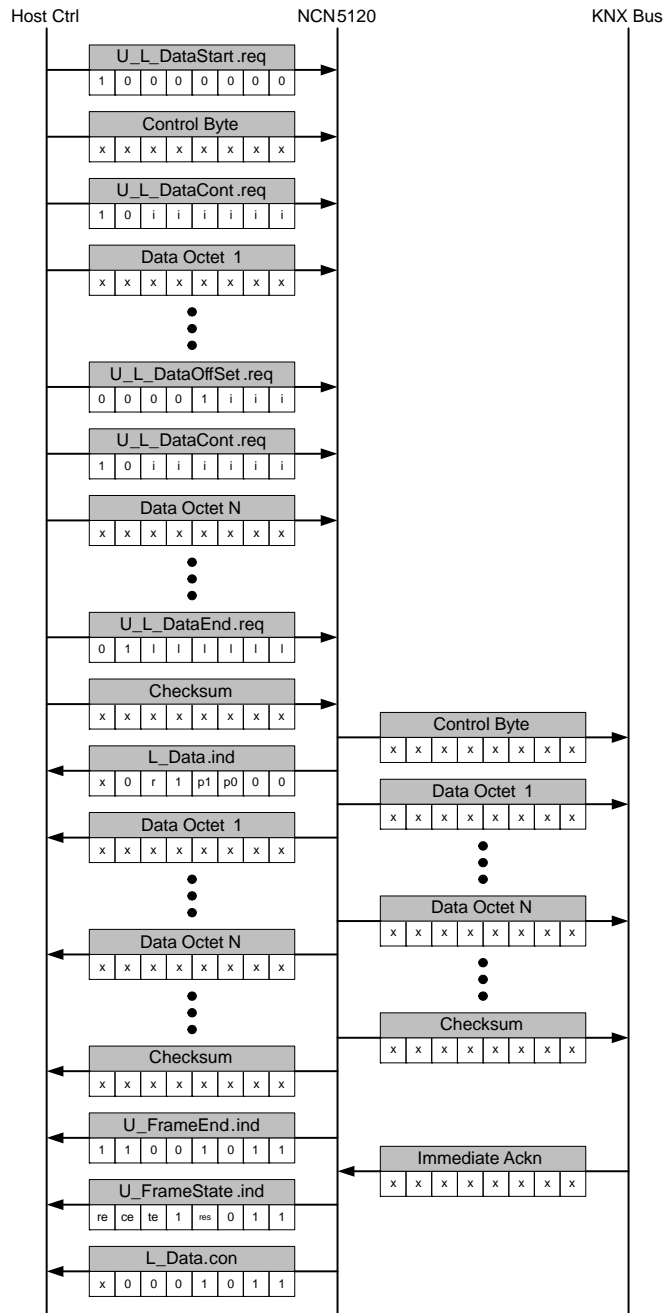 Host Ctrl NCN5120 KNX Bus
U_L_DataStart.req
1 0 0 0 0 0 0 0
Control Byte
x x x x x x x x
U_L_DataCont.req
1 0 i i i i i i
Data Octet 1
x x x x x x x x
U_L_DataOffSet.req
0 0 0 0 1 i i i
U_L_DataCont.req
1 0 i i i i i i
Data Octet N
x x x x x x x x
U_L_DataEnd.req
0 1 l l l l l l
Checksum
x x x x x x x x
Control Byte
x x x x x x x x
L_Data.ind
x 0 r 1 p1 p0 0 0
Data Octet 1
x x x x x x x x
Data Octet 1
x x x x x x x x
Data Octet N
x x x x x x x x
Data Octet N
x x x x x x x x
Checksum
x x x x x x x x
Checksum
x x x x x x x x
U_FrameEnd.ind
1 1 0 0 1 0 1 1
Immediate Ackn
x x x x x x x x
U_FrameState.ind
re ce te 1 res 0 1 1
L_Data.con
x 0 0 0 1 0 1 1